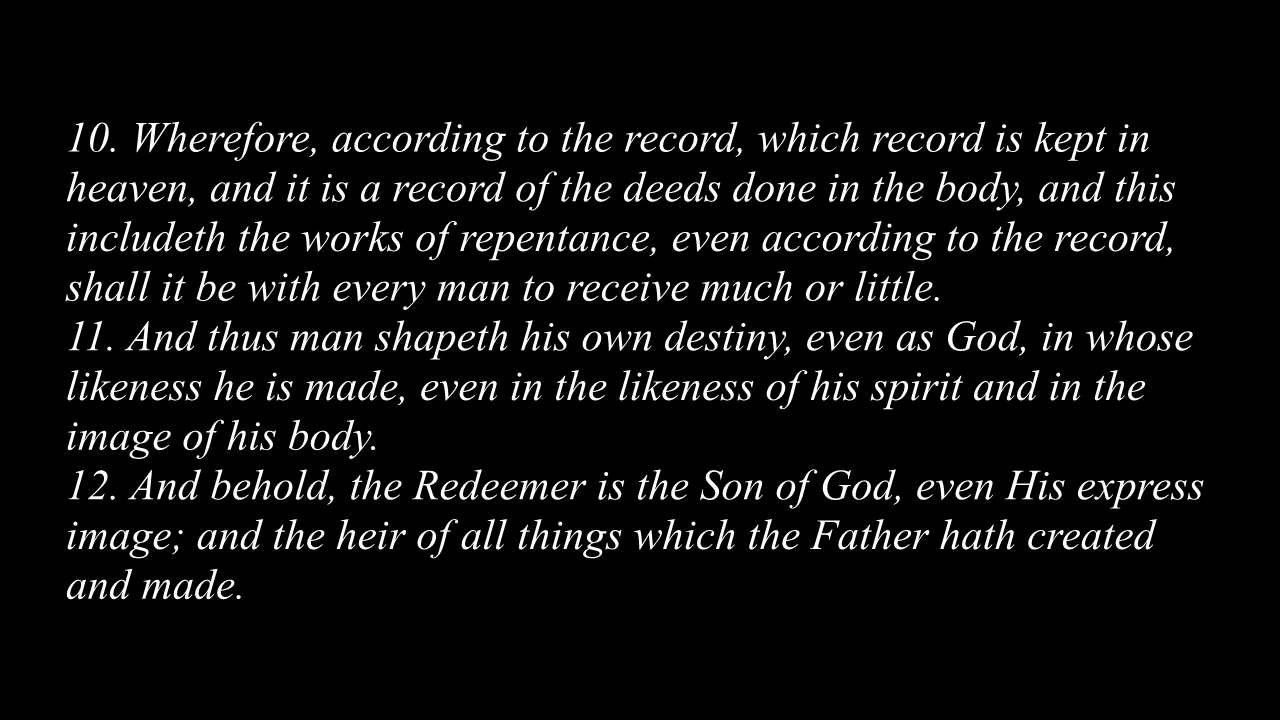 10. Wherefore, according to the record, which record is kept in
heaven, and it is a record of the deeds done in the body, and this
includeth the works of repentance, even according to the record,
shall it be with every man to receive much or little.
11. And thus man shapeth his own destiny, even as God, in whose
likeness he is made, even in the likeness of his spirit and in the
image of his body.
12. And behold, the Redeemer is the Son of God, even His express
image; and the heir of all things which the Father hath created
and made.